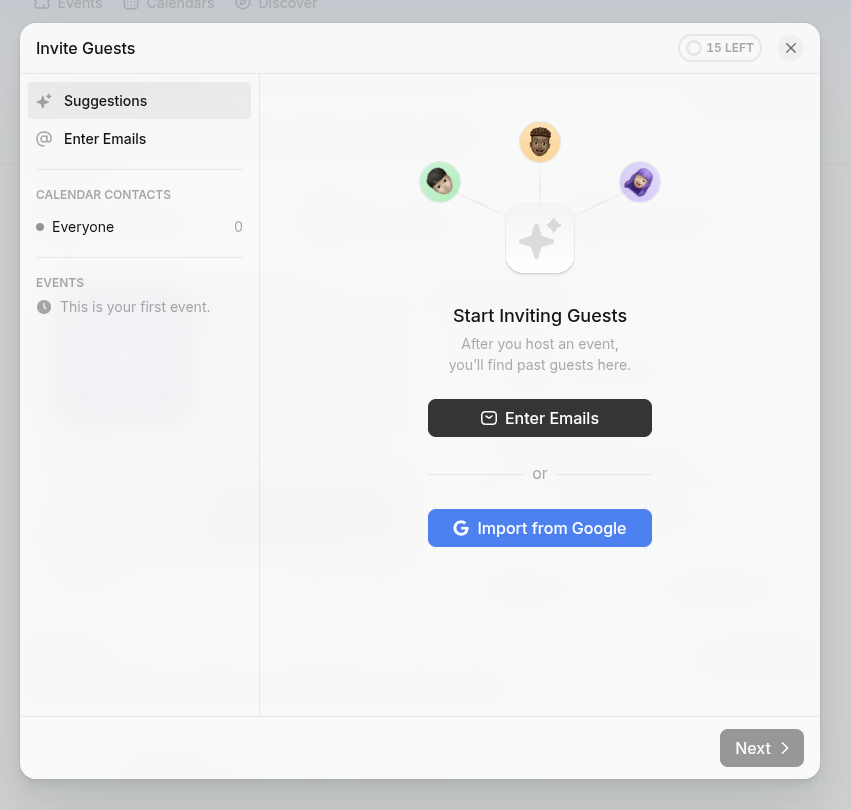 Events
Calendars
Discover
Invite Guests
15 LEFT
Suggestions
Enter Emails
CALENDAR CONTACTS
Everyone
0
EVENTS
This is your first event.
Start Inviting Guests
After you host an event,
you’ll find past guests here.
Enter Emails
or
Import from Google
Next